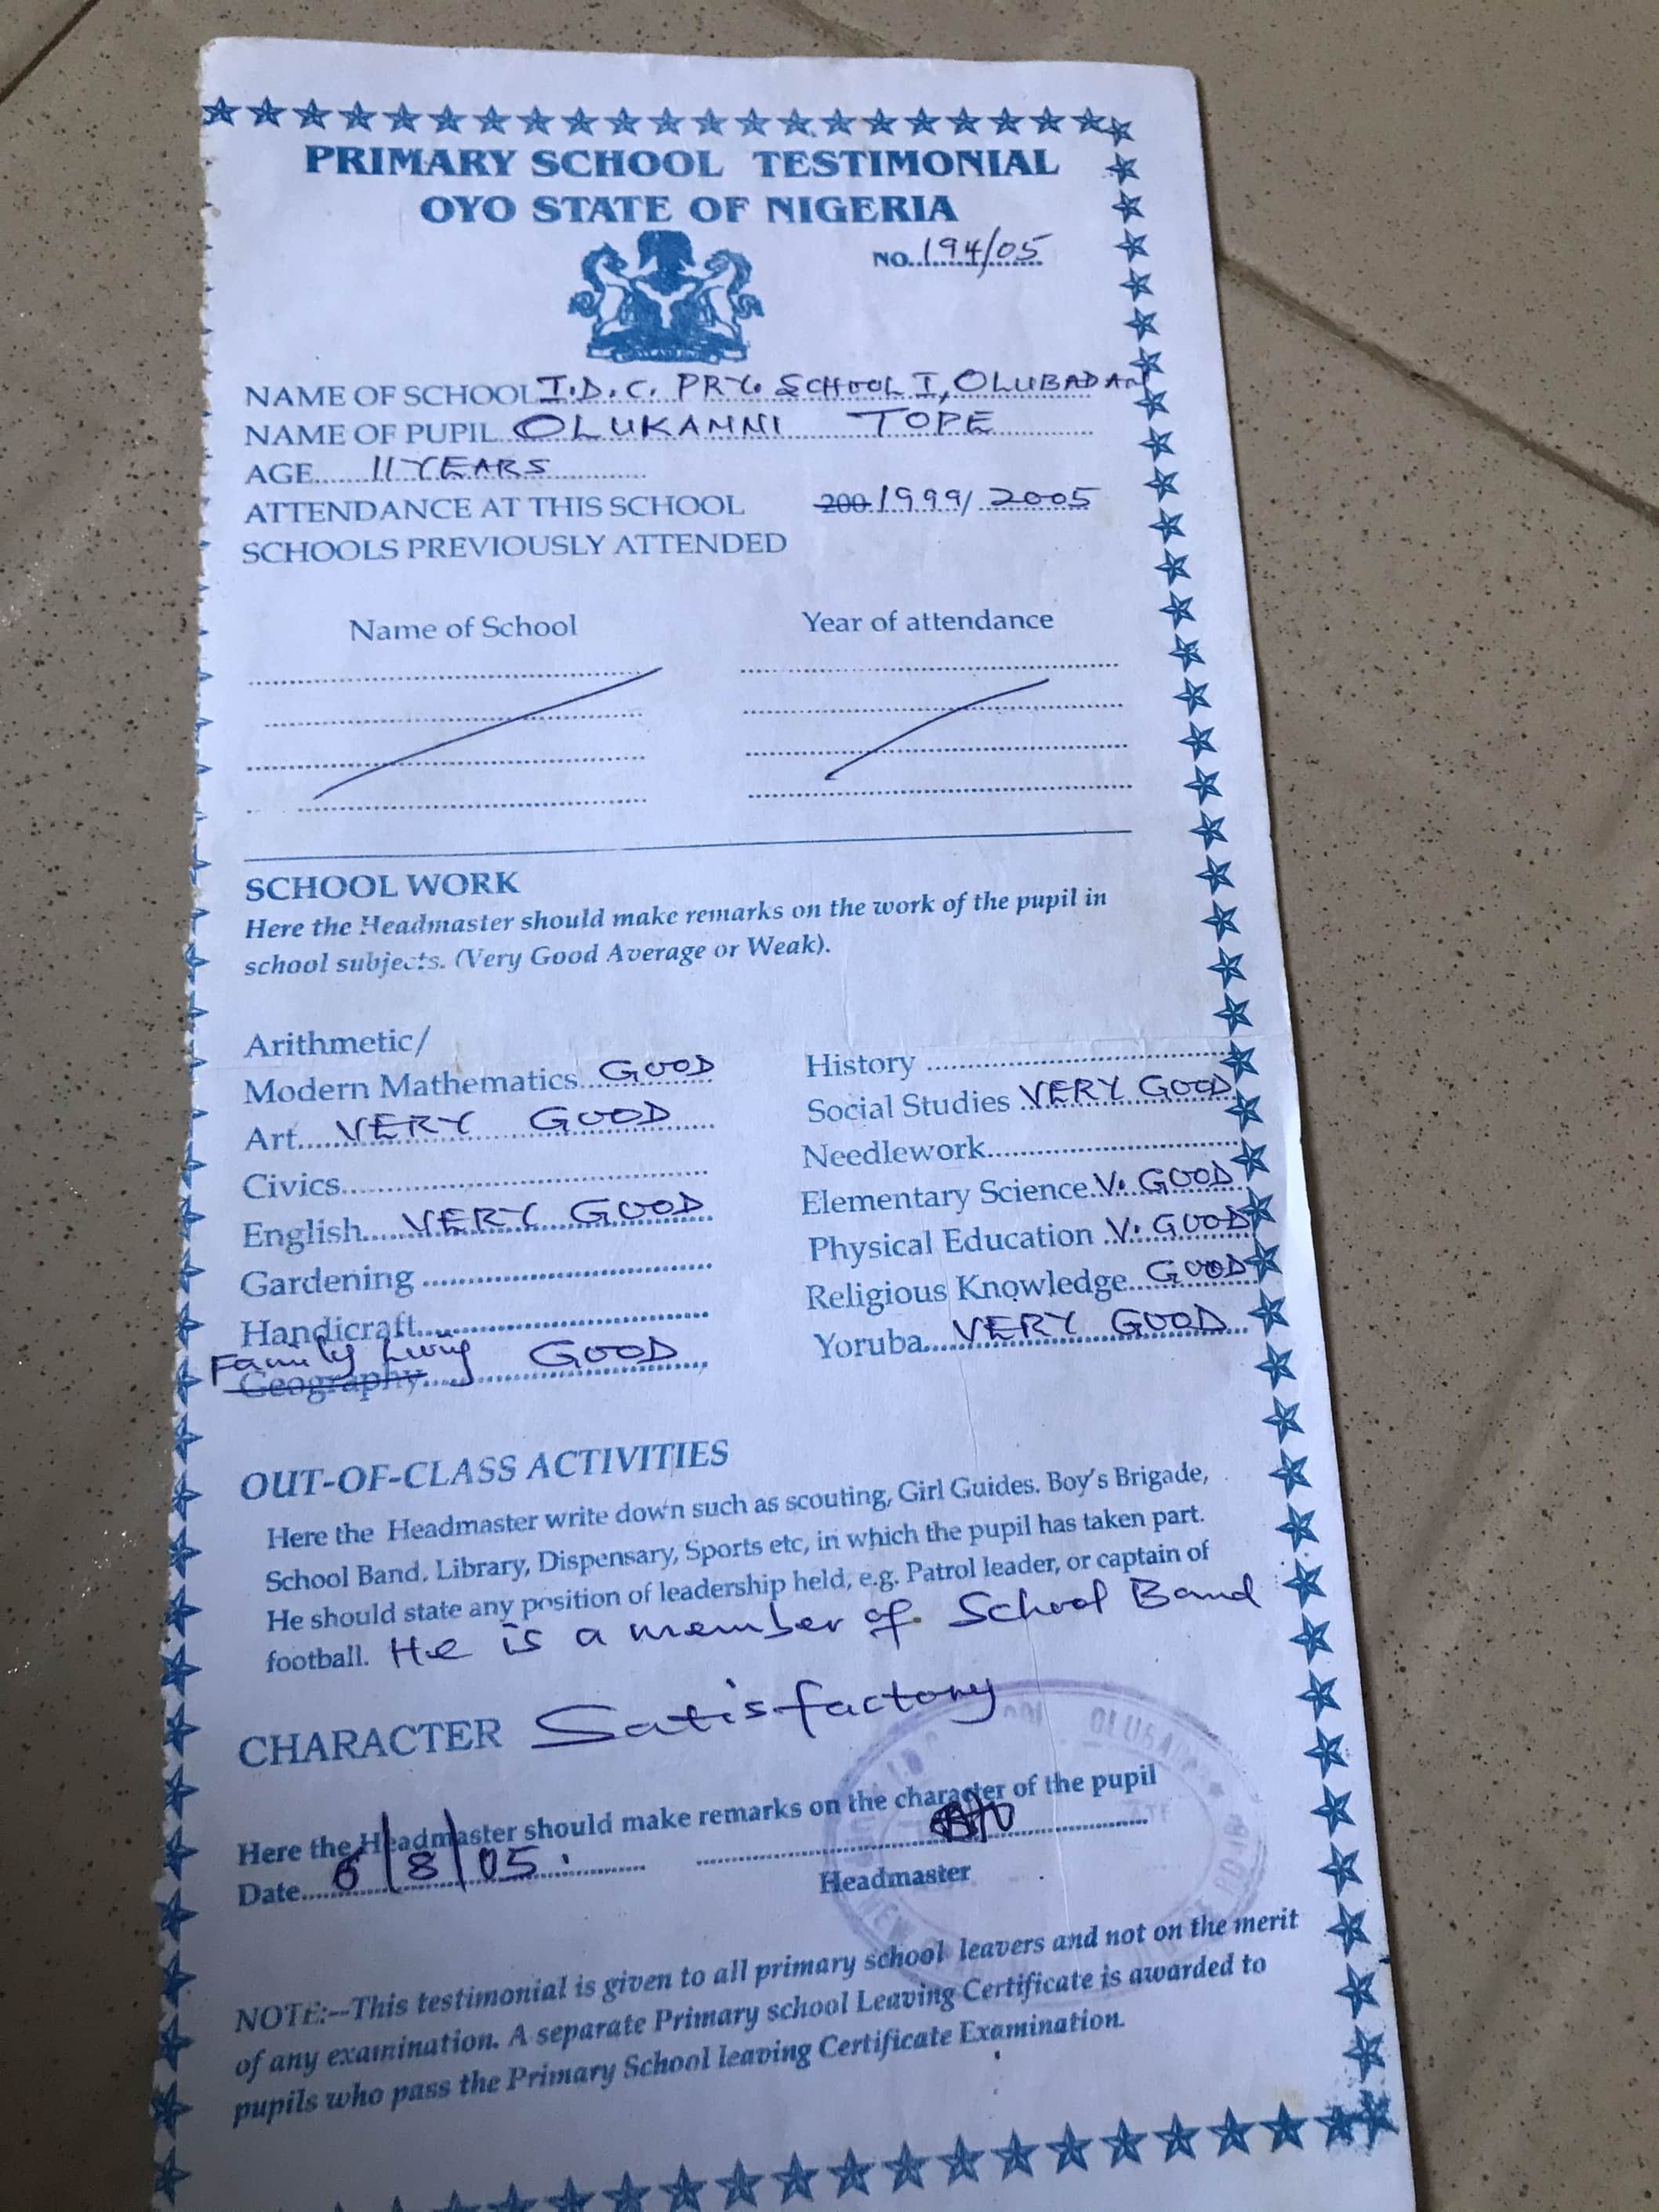 PRIMARY SCHOOL TESTIMONIAL
OYO STATE OF NIGERIA
NO. 194/05
NAME OF SCHOOL I.D.C. PRY. SCHOOL I, OLUBADAN
NAME OF PUPIL OLUKANNI TOPE
AGE 11 YEARS
ATTENDANCE AT THIS SCHOOL 200 1999/ 2005
SCHOOLS PREVIOUSLY ATTENDED
Name of School Year of attendance
SCHOOL WORK
Here the Headmaster should make remarks on the work of the pupil in
school subjects. (Very Good Average or Weak).
Arithmetic/
Modern Mathematics GOOD
Art VERY GOOD
Civics
English VERY GOOD
Gardening
Handicraft
Family Living GOOD
Geography
History
Social Studies VERY GOOD
Needlework
Elementary Science V. GOOD
Physical Education V. GOOD
Religious Knowledge GOOD
Yoruba VERY GOOD
OUT-OF-CLASS ACTIVITIES
Here the Headmaster write down such as scouting, Girl Guides. Boy's Brigade,
School Band, Library, Dispensary, Sports etc, in which the pupil has taken part.
He should state any position of leadership held, e.g. Patrol leader, or captain of
football. He is a member of School Band
CHARACTER Satisfactory
Here the Headmaster should make remarks on the character of the pupil
Date 6/8/05.
Headmaster
NOTE:--This testimonial is given to all primary school leavers and not on the merit
of any examination. A separate Primary school Leaving Certificate is awarded to
pupils who pass the Primary School leaving Certificate Examination.